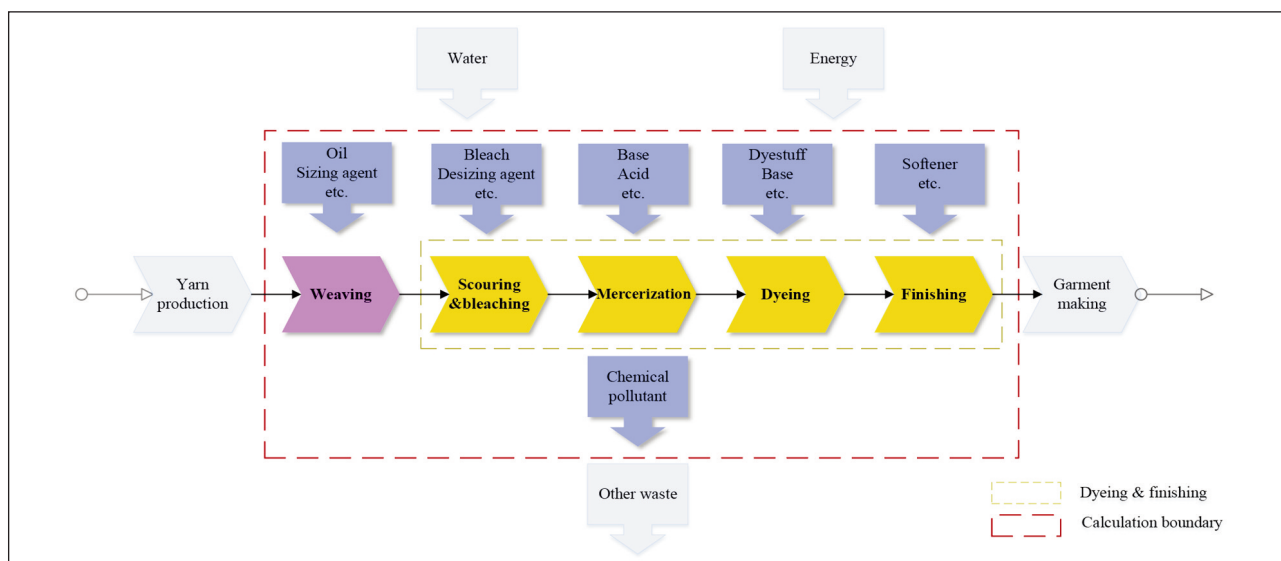 Water
Energy
Oil
Sizing agent
etc.
Bleach
Desizing agent
etc.
Base
Acid
etc.
Dyestuff
Base
etc.
Softener
etc.
Yarn
production
Weaving
Scouring
&bleaching
Mercerization
Dyeing
Finishing
Garment
making
Chemical
pollutant
Other waste
Dyeing & finishing
Calculation boundary